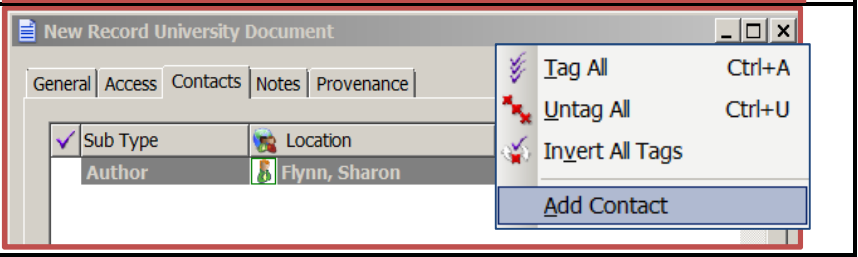 New Record University Document
General Access Contacts Notes Provenance
Sub Type Location
Author Flynn, Sharon
Tag All Ctrl+A
Untag All Ctrl+U
Invert All Tags
Add Contact